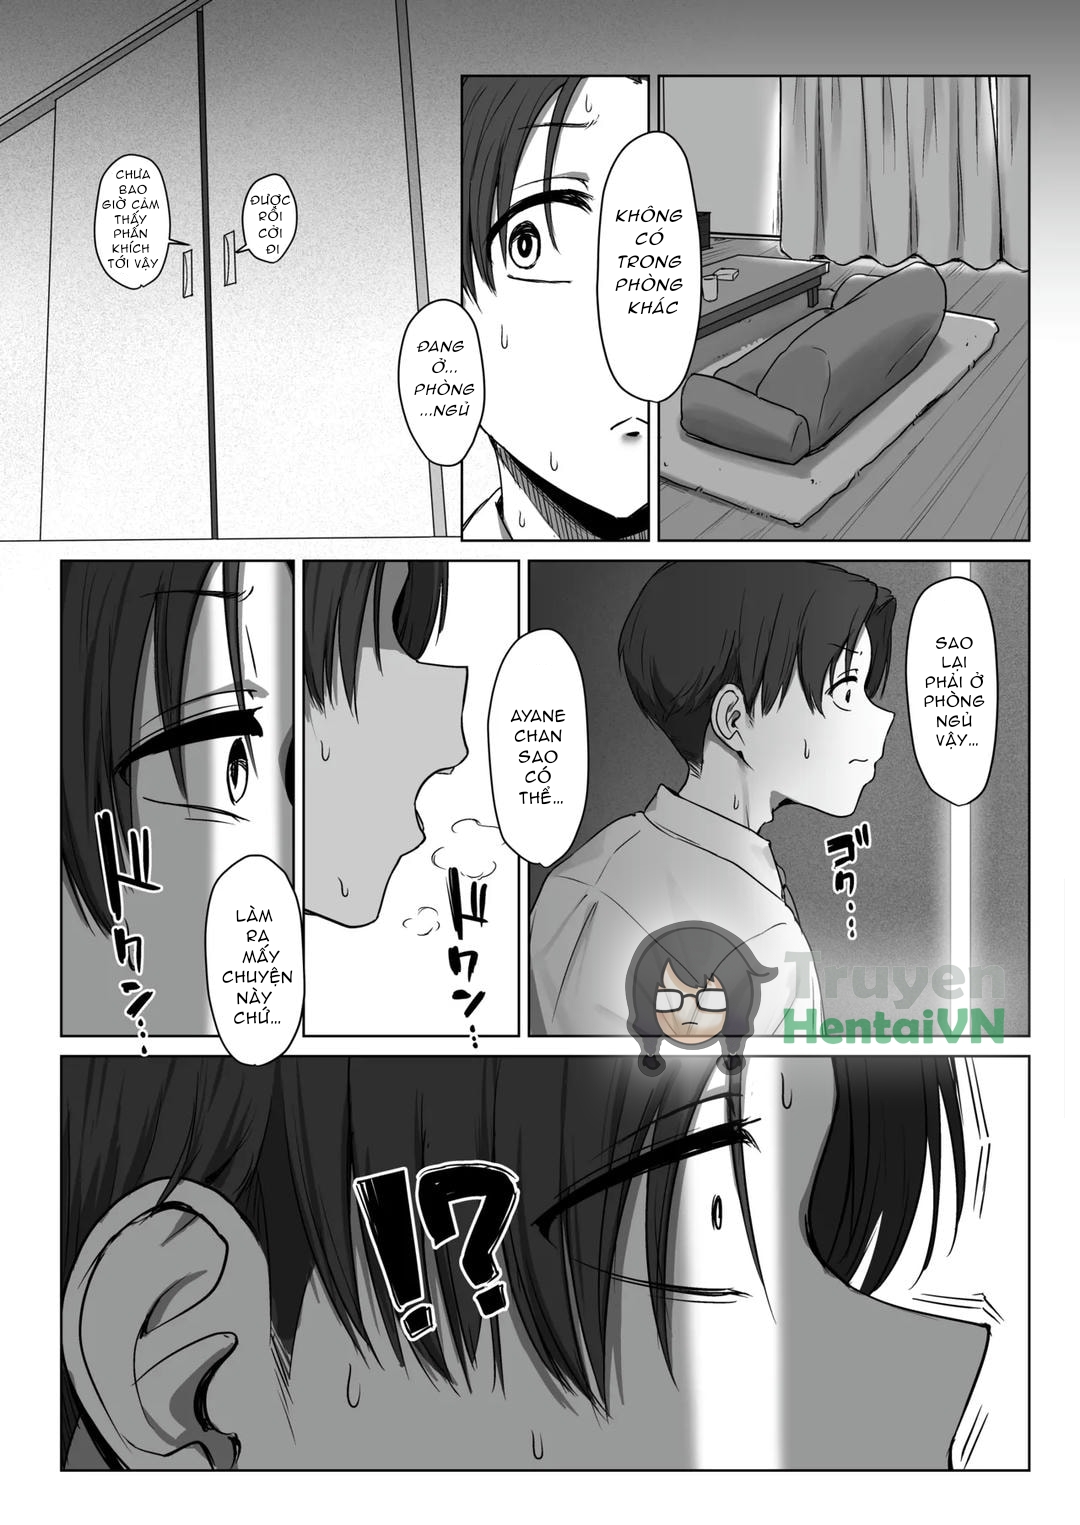 KHÔNG
CÓ
TRONG
PHÒNG
KHÁC
ĐANG
Ở...
PHÒNG
...NGỦ
ĐƯỢC
RỒI
CỞI
ĐI
CHƯA
BAO
GIỜ CẢM
THẤY
PHẤN
KHÍCH
TỚI VẬY
SAO
LẠI
PHẢI Ở
PHÒNG
NGỦ
VẬY...
ゴク…
AYANE
CHAN
SAO
CÓ
THỂ...
ドクン…
LÀM
RA
MẤY
CHUYỆN
NÀY
CHỨ...
ドクン…
Truyen
HentaiVN
!?